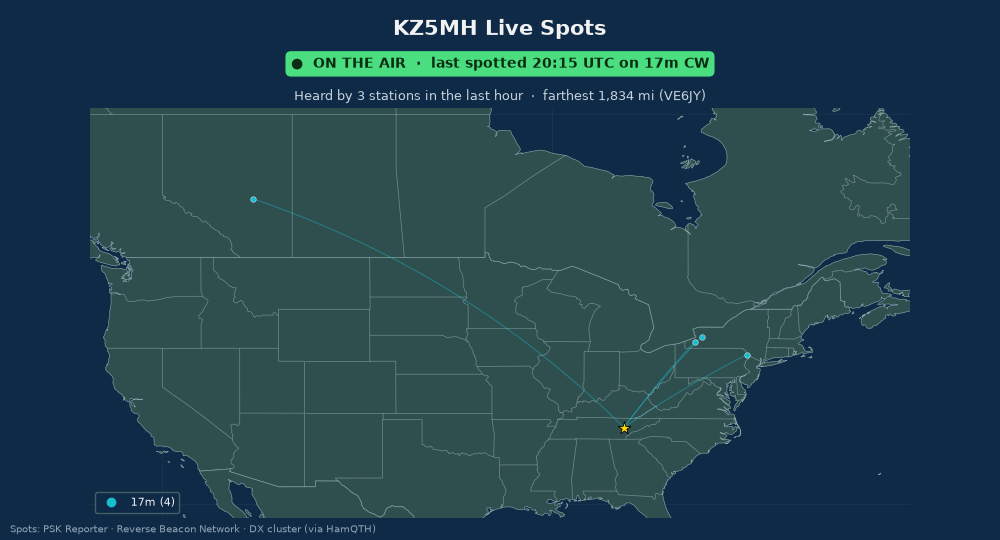 KZ5MH Live Spots
● ON THE AIR · last spotted 20:15 UTC on 17m CW
Heard by 3 stations in the last hour · farthest 1,834 mi (VE6JY)
17m (4)
Spots: PSK Reporter · Reverse Beacon Network · DX cluster (via HamQTH)